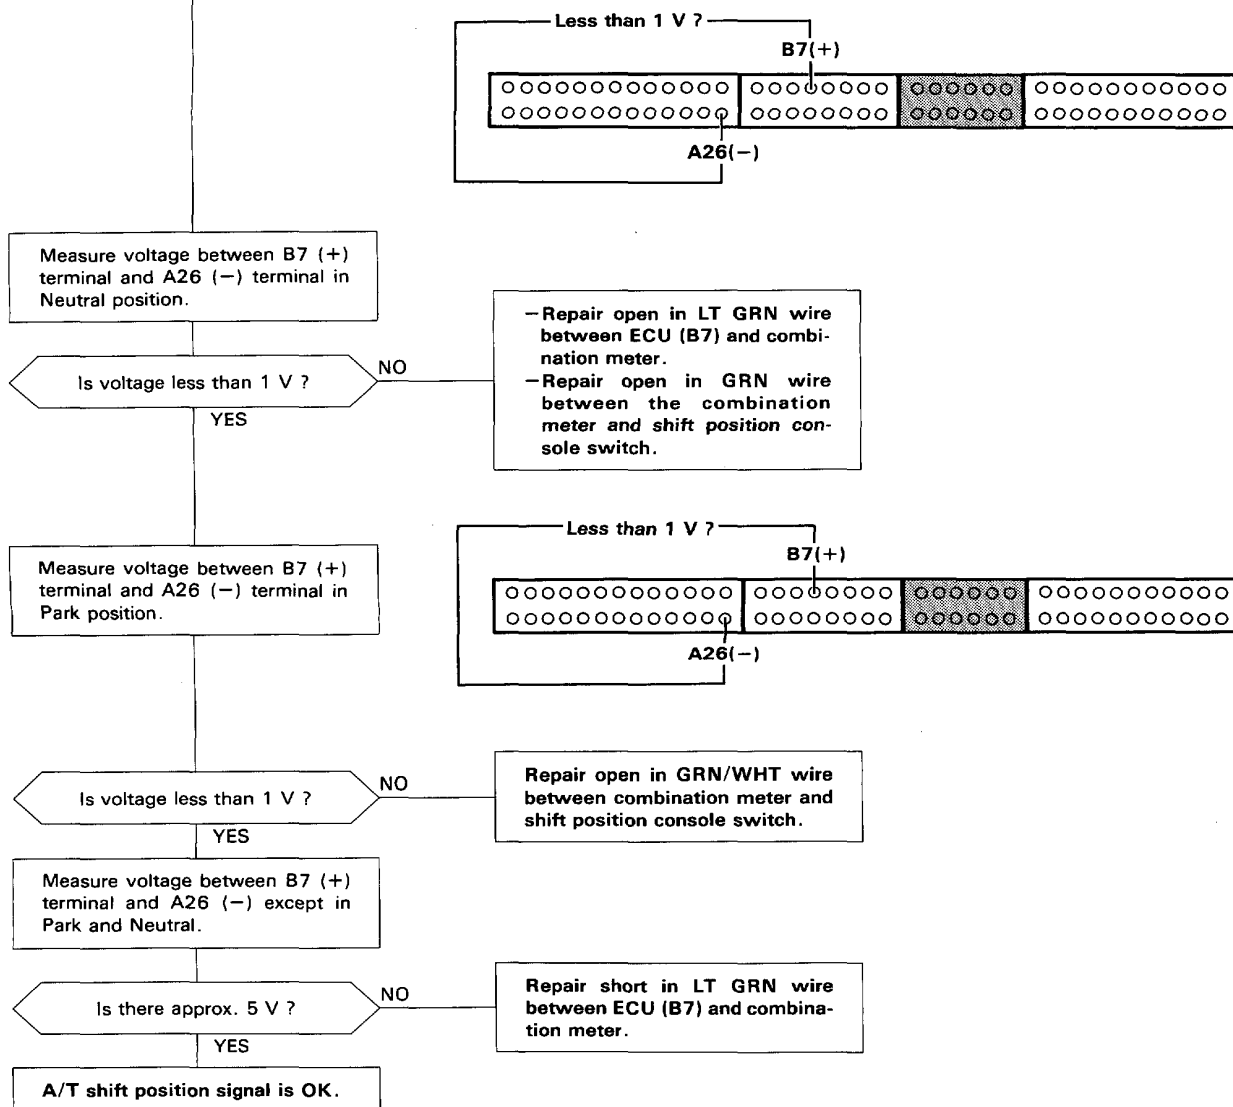 Less than 1 V ?
B7(+)
A26(−)
Measure voltage between B7 (+)
terminal and A26 (−) terminal in
Neutral position.
Is voltage less than 1 V ?
NO
YES
−Repair open in LT GRN wire
between ECU (B7) and combi-
nation meter.
−Repair open in GRN wire
between the combination
meter and shift position con-
sole switch.
Less than 1 V ?
B7(+)
A26(−)
Measure voltage between B7 (+)
terminal and A26 (−) terminal in
Park position.
Is voltage less than 1 V ?
NO
YES
Repair open in GRN/WHT wire
between combination meter and
shift position console switch.
Measure voltage between B7 (+)
terminal and A26 (−) except in
Park and Neutral.
Is there approx. 5 V ?
NO
YES
Repair short in LT GRN wire
between ECU (B7) and combina-
tion meter.
A/T shift position signal is OK.